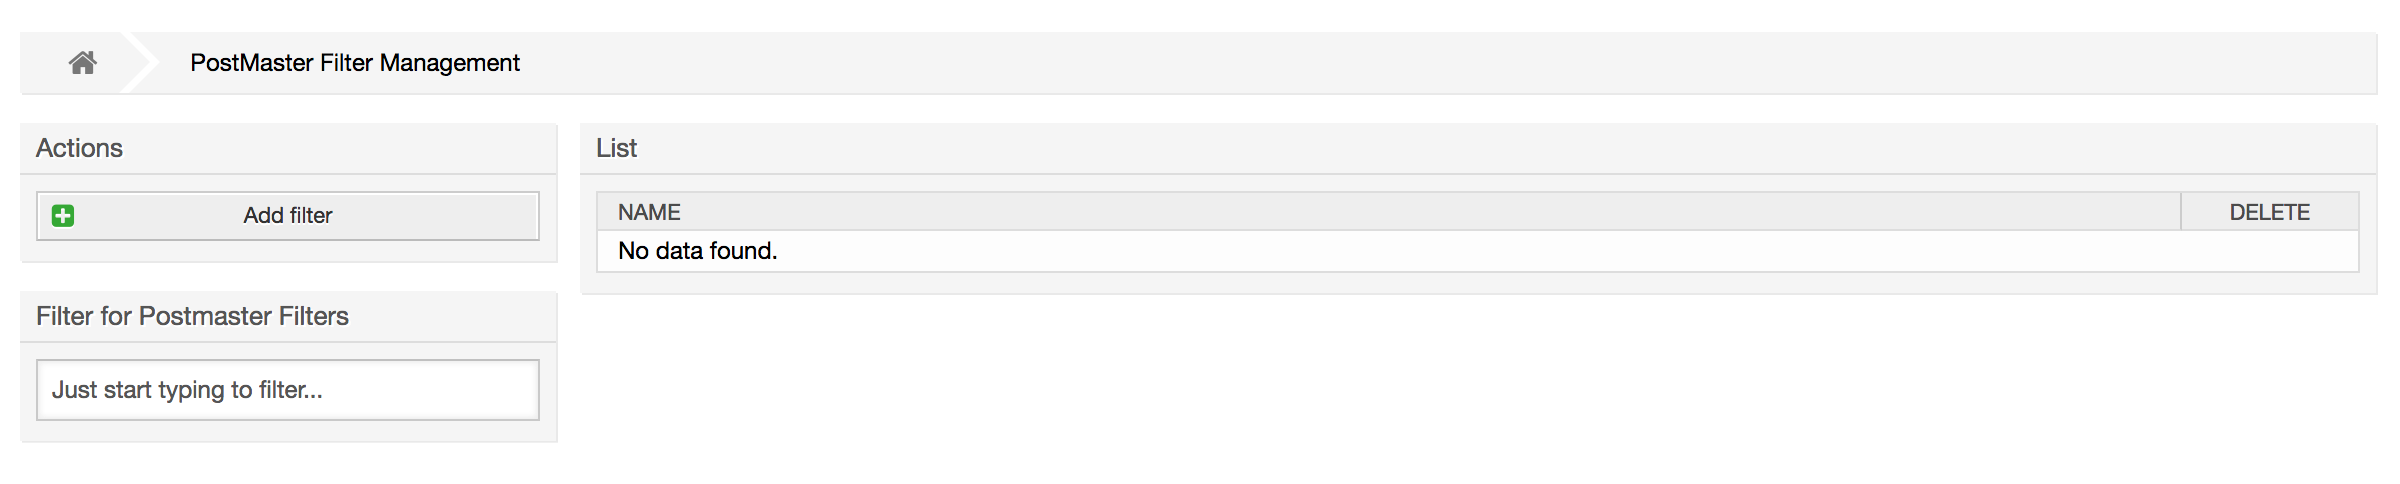 PostMaster Filter Management
Actions
Add filter
Filter for Postmaster Filters
Just start typing to filter...
List
NAME DELETE
No data found.